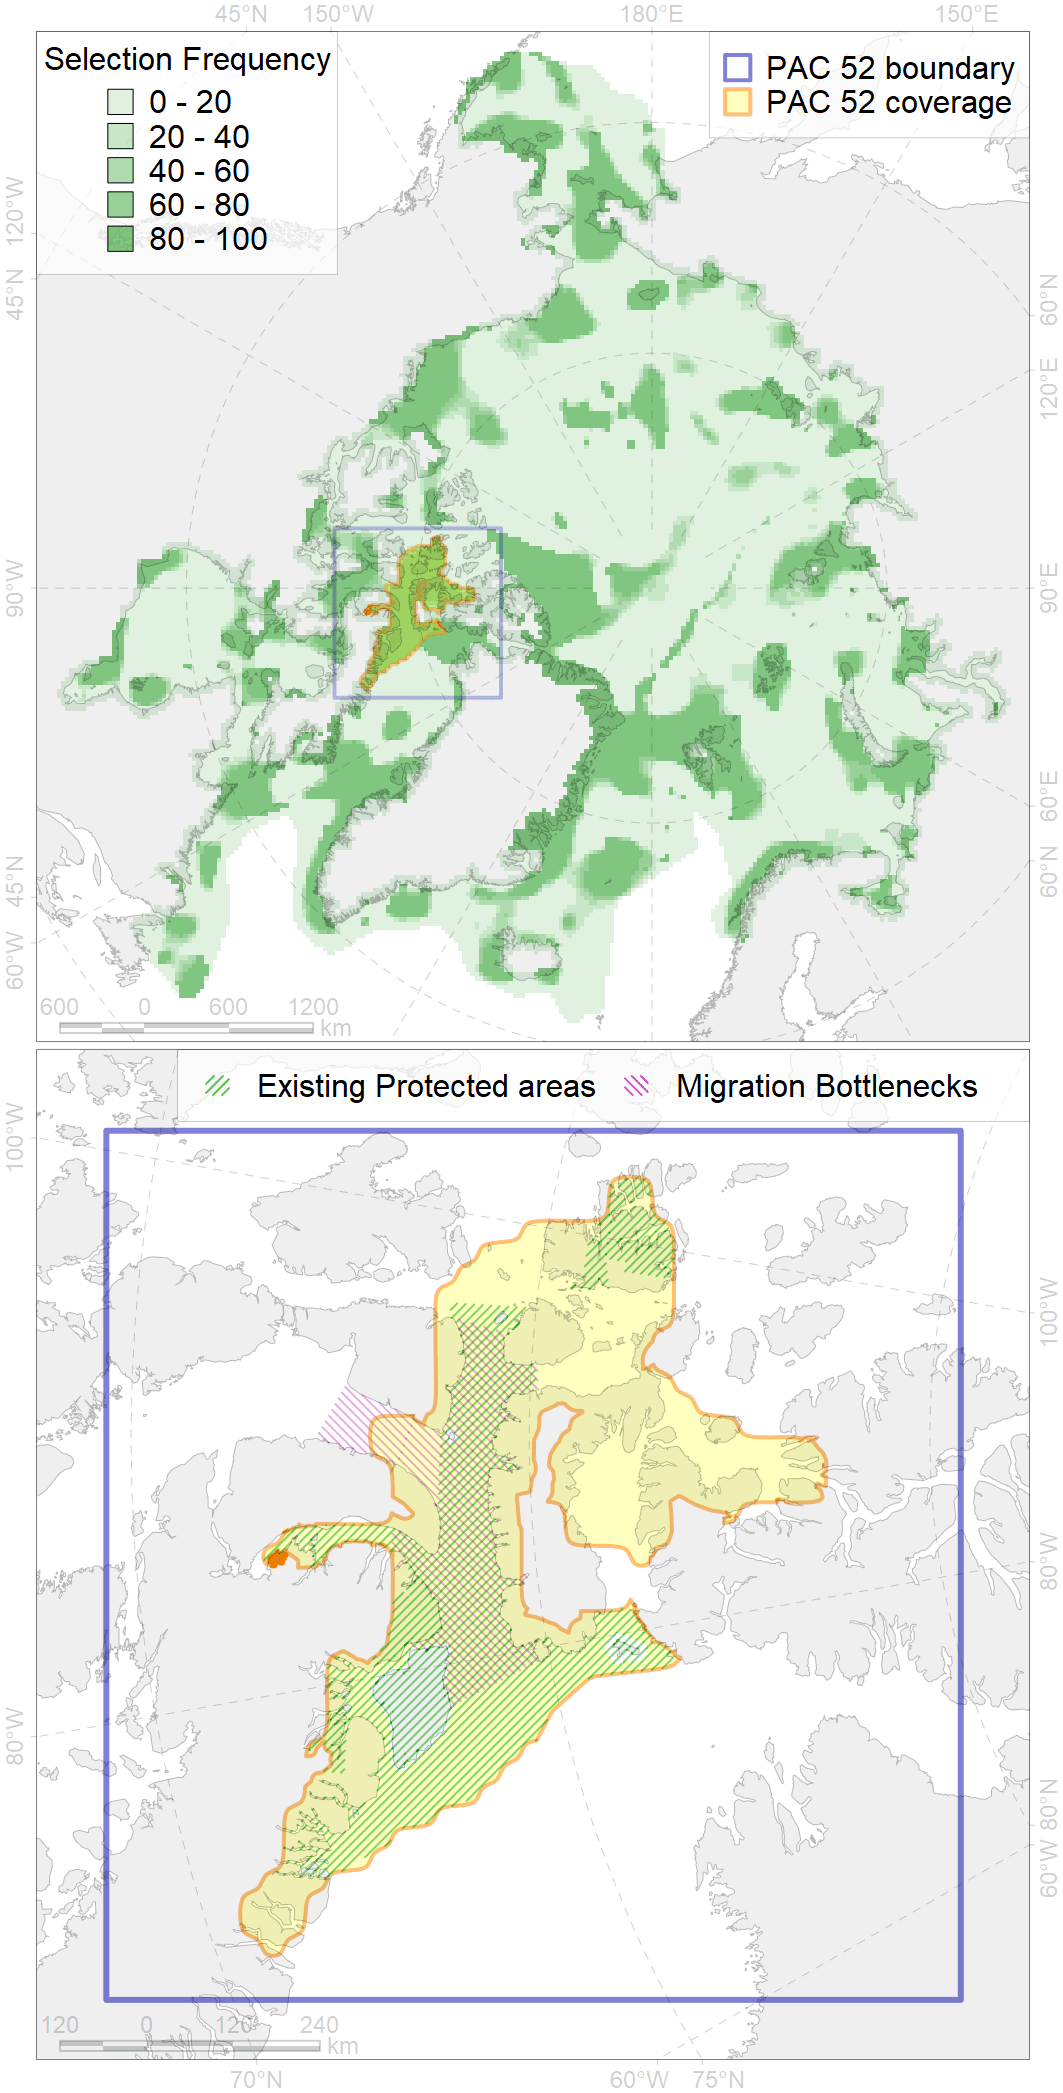 45°N 150°W 180°E 150°E
Selection Frequency
0 - 20
20 - 40
40 - 60
60 - 80
80 - 100
PAC 52 boundary
PAC 52 coverage
120°W
45°N
90°W
45°N
60°W
60°N
120°E
90°E
60°E
60°N
600 0 600 1200
km
Existing Protected areas
Migration Bottlenecks
100°W
80°W
100°W
80°W
80°N
60°W
120 0 120 240
km
70°N 60°W 75°N